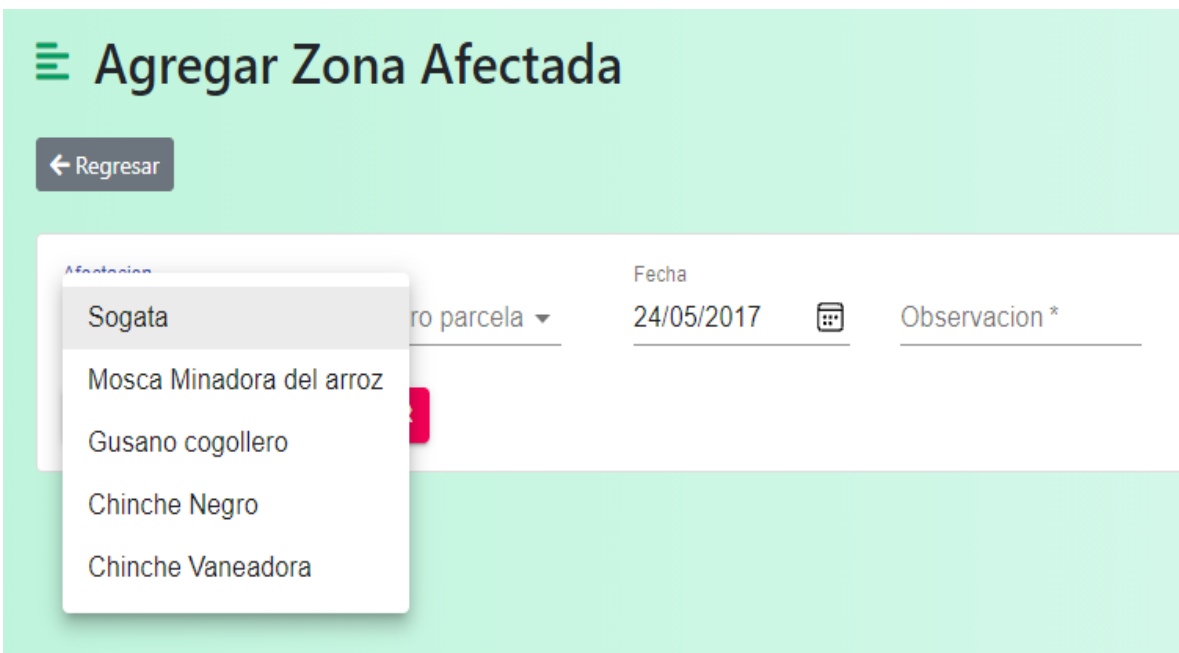 Agregar Zona Afectada
Regresar
Afectacion
Fecha
Sogata
ro parcela
24/05/2017
Observacion *
Mosca Minadora del arroz
Gusano cogollero
Chinche Negro
Chinche Vaneadora